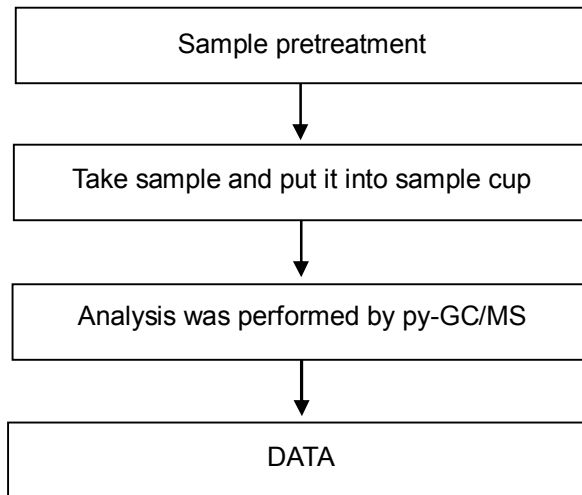 Sample pretreatment
Take sample and put it into sample cup
Analysis was performed by py-GC/MS
DATA